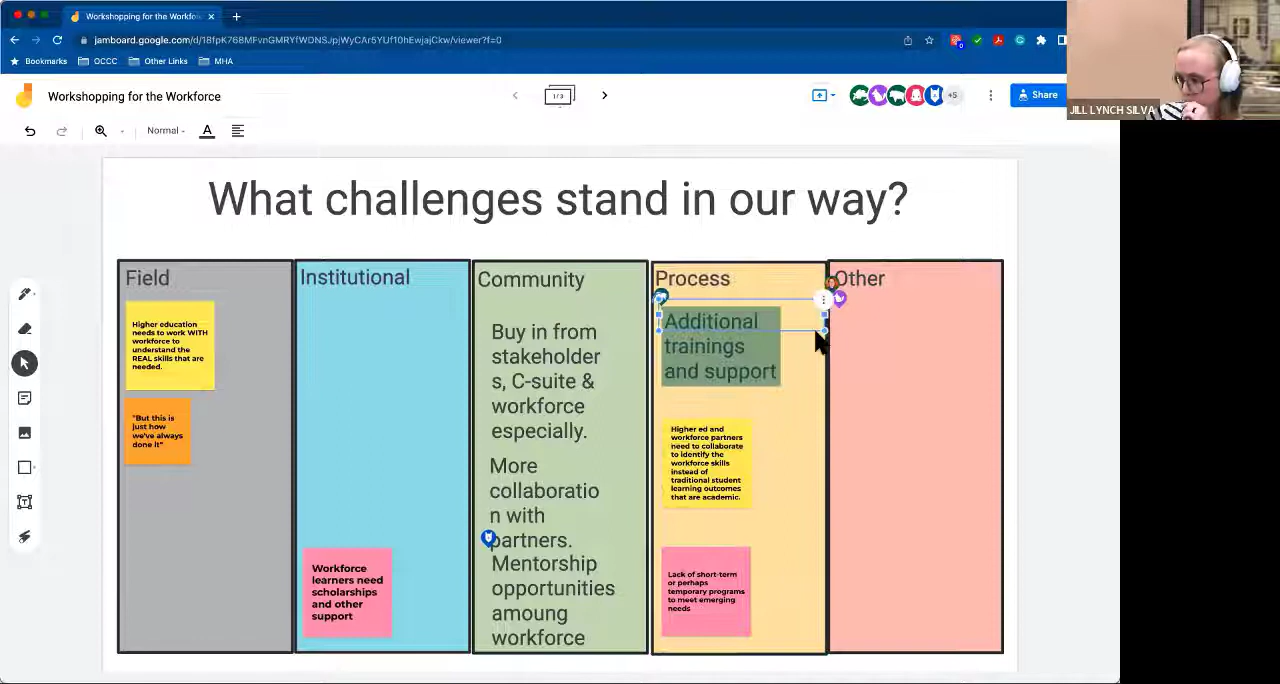 Workshopping for the Workfo
jamboard.google.com/d/18fpK768MFvnGMRYfWDNSJpjWyCAr5YUf10hEwjajCkw/viewer?f=0
Bookmarks
OCCC
Other Links
MHA
JILL LYNCH SILVA
Workshopping for the Workforce
1/3
+5
Share
Normal
What challenges stand in our way?
Field
Higher education
needs to work WITH
workforce to
understand the
REAL skills that are
needed.
"But this is
just how
we've always
done it"
Institutional
Workforce
learners need
scholarships
and other
support
Community
Buy in from
stakeholder
s, C-suite &
workforce
especially.
More
collaboratio
n with
partners.
Mentorship
opportunities
amoung
workforce
Process
Additional
trainings
and support
Higher ed and
workforce partners
need to collaborate
to identify the
workforce skills
instead of
traditional student
learning outcomes
that are academic.
Lack of short-term
or perhaps
temporary programs
to meet emerging
needs
Other